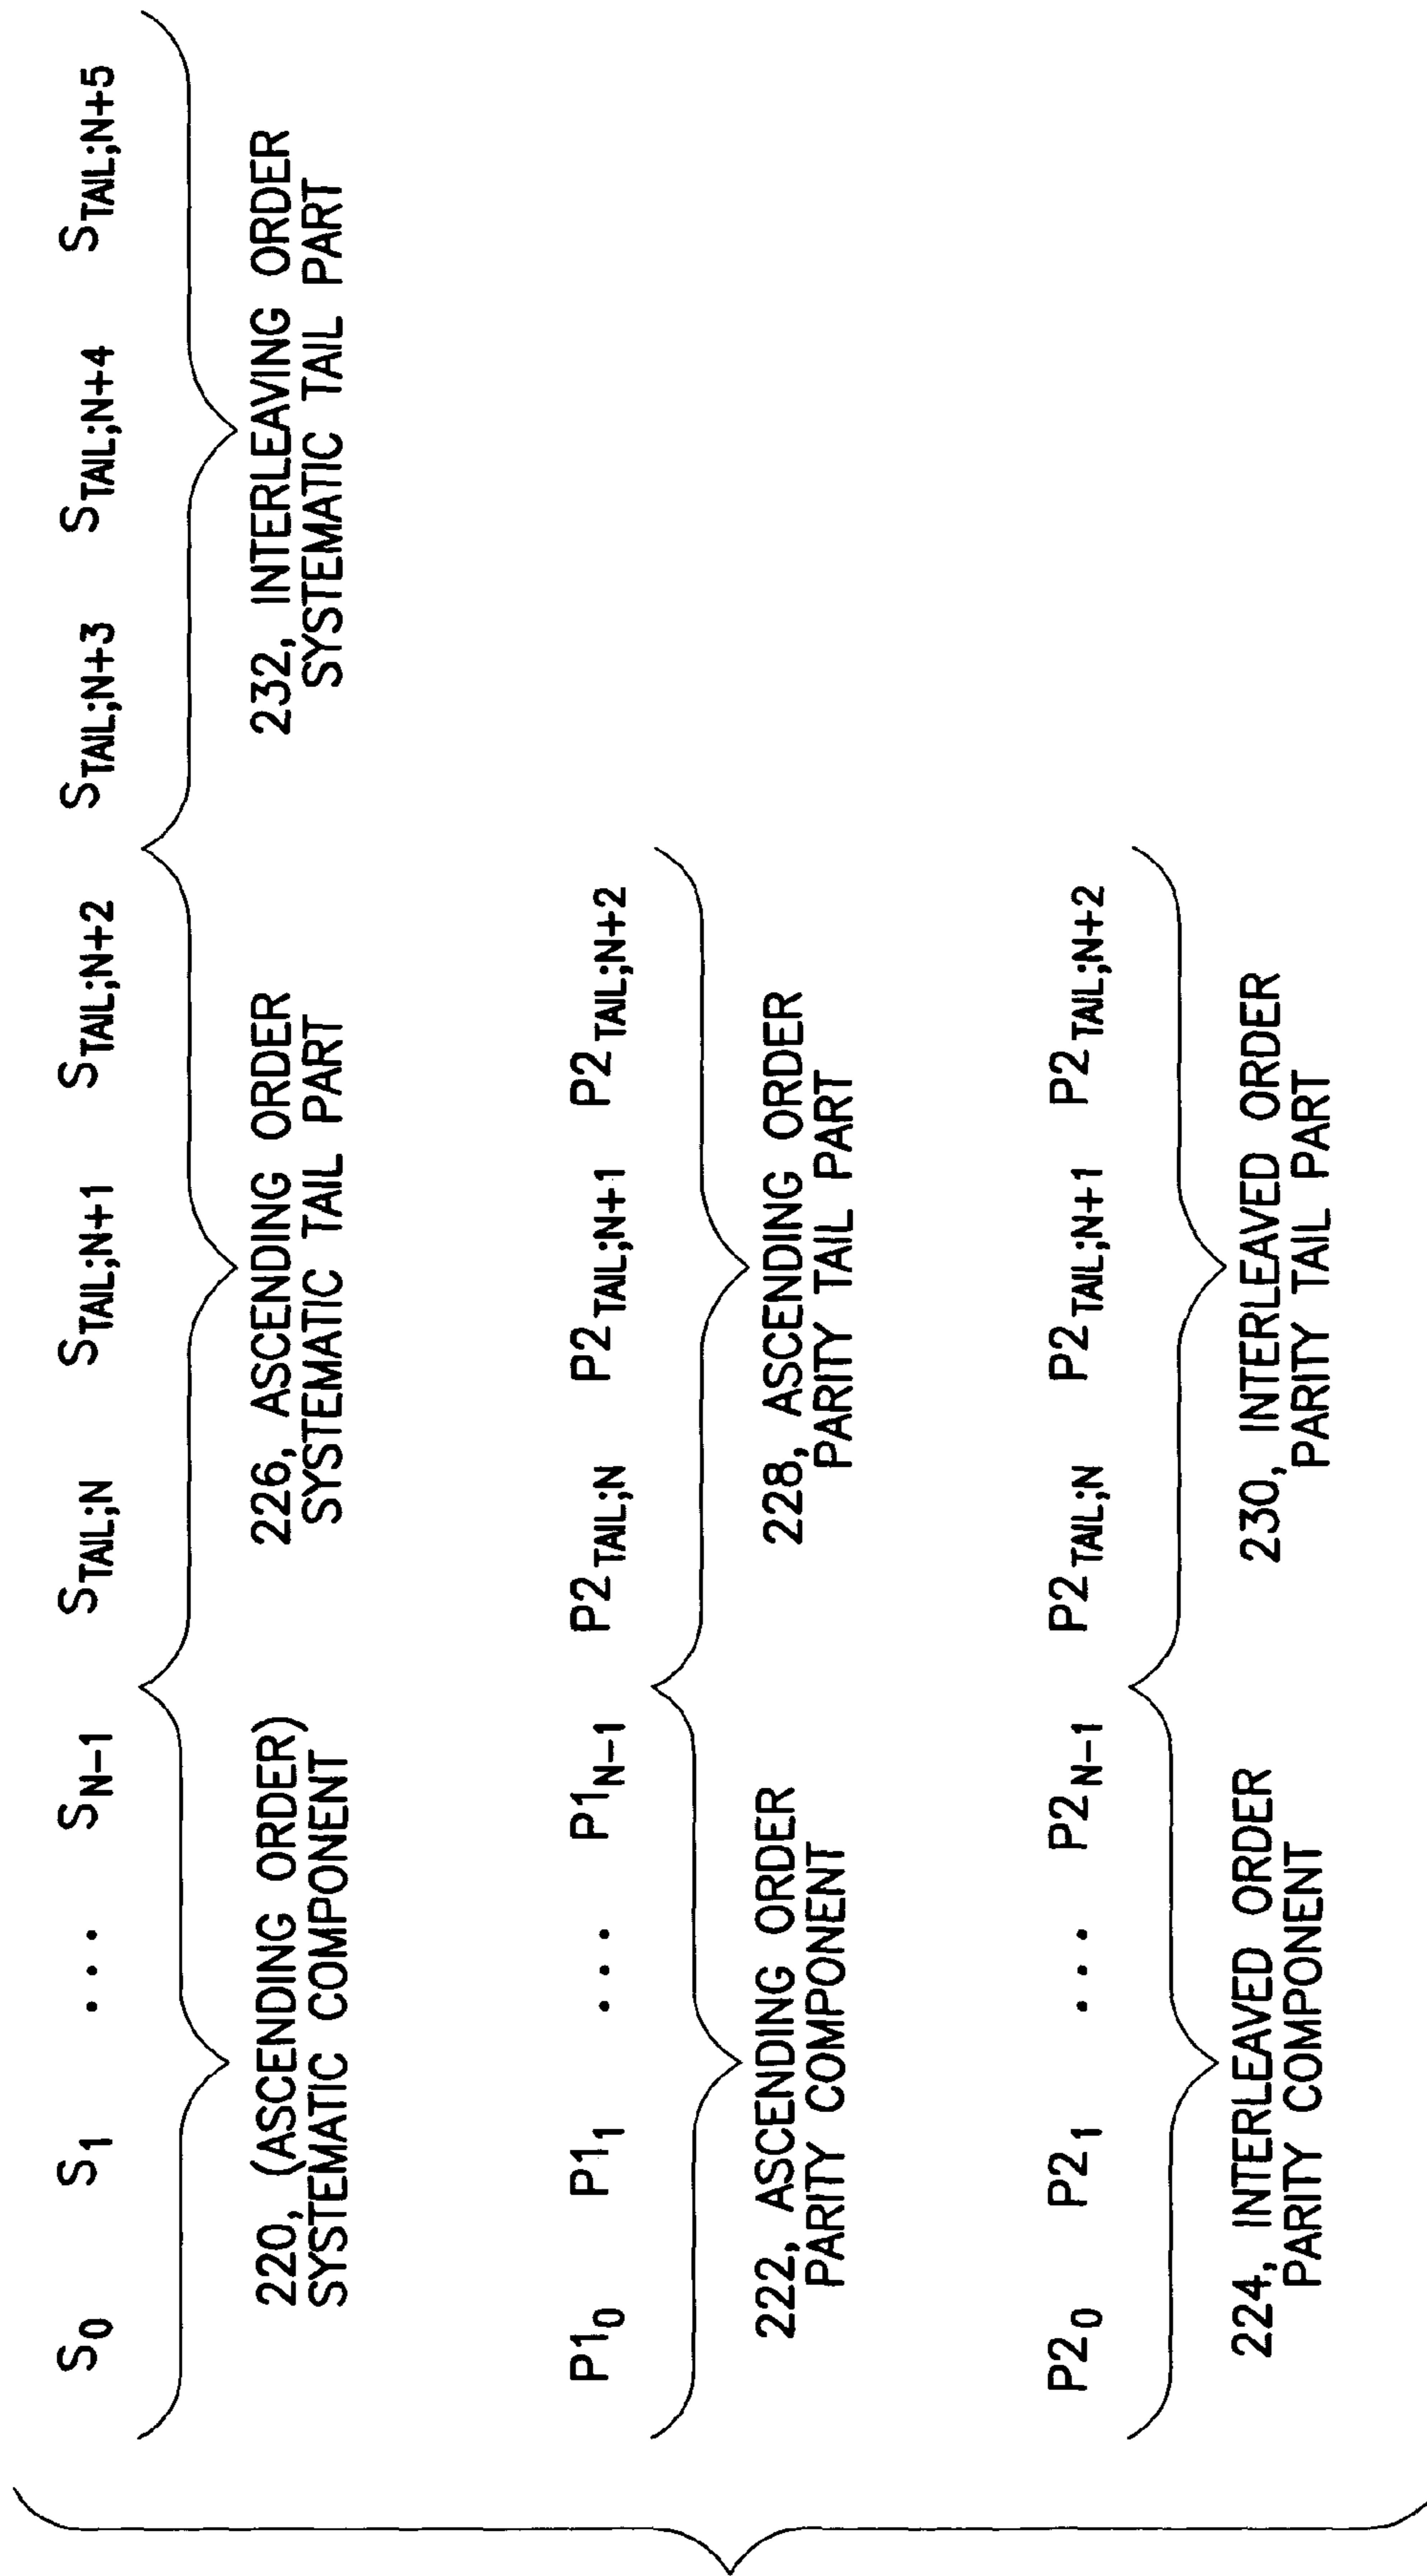 S0 S1 ... SN-1 STAIL;N STAIL;N+1 STAIL;N+2 STAIL;N+3 STAIL;N+4 STAIL;N+5
220, (ASCENDING ORDER)
SYSTEMATIC COMPONENT
226, ASCENDING ORDER
SYSTEMATIC TAIL PART
232, INTERLEAVING ORDER
SYSTEMATIC TAIL PART
P10 P11 ... P1N-1 P2TAIL;N P2TAIL;N+1 P2TAIL;N+2
222, ASCENDING ORDER
PARITY COMPONENT
228, ASCENDING ORDER
PARITY TAIL PART
P20 P21 ... P2N-1 P2TAIL;N P2TAIL;N+1 P2TAIL;N+2
224, INTERLEAVED ORDER
PARITY COMPONENT
230, INTERLEAVED ORDER
PARITY TAIL PART